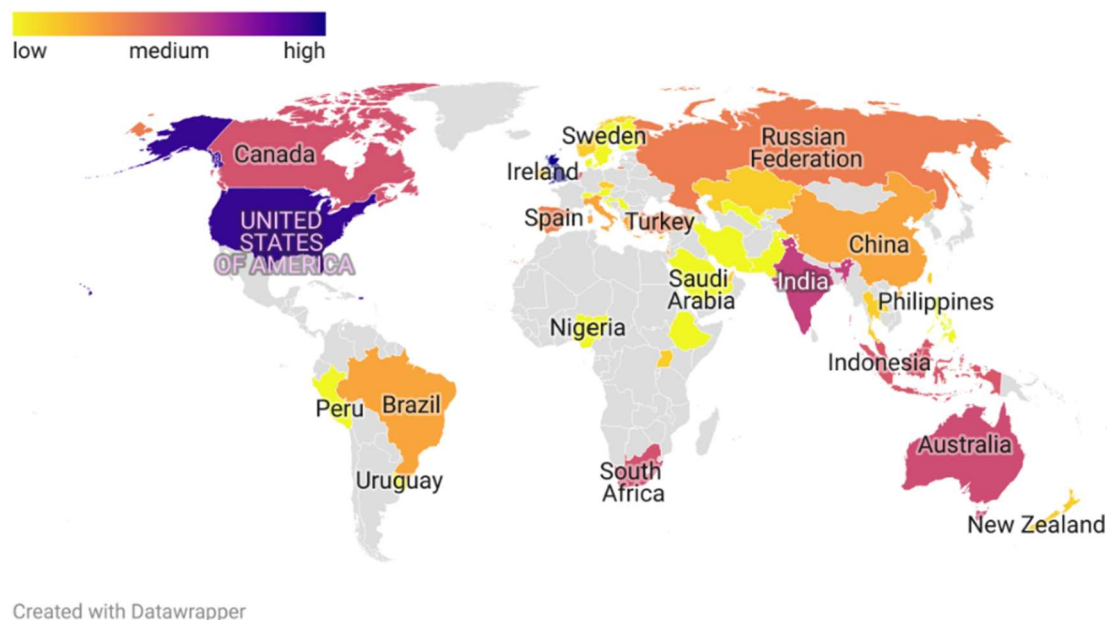 low medium high
Sweden
Russian
Federation
Canada
Ireland
UNITED
STATES
OF AMERICA
Spain
Turkey
China
Saudi
Arabia
India
Philippines
Nigeria
Indonesia
Peru
Brazil
Australia
Uruguay
South
Africa
New Zealand
Created with Datawrapper